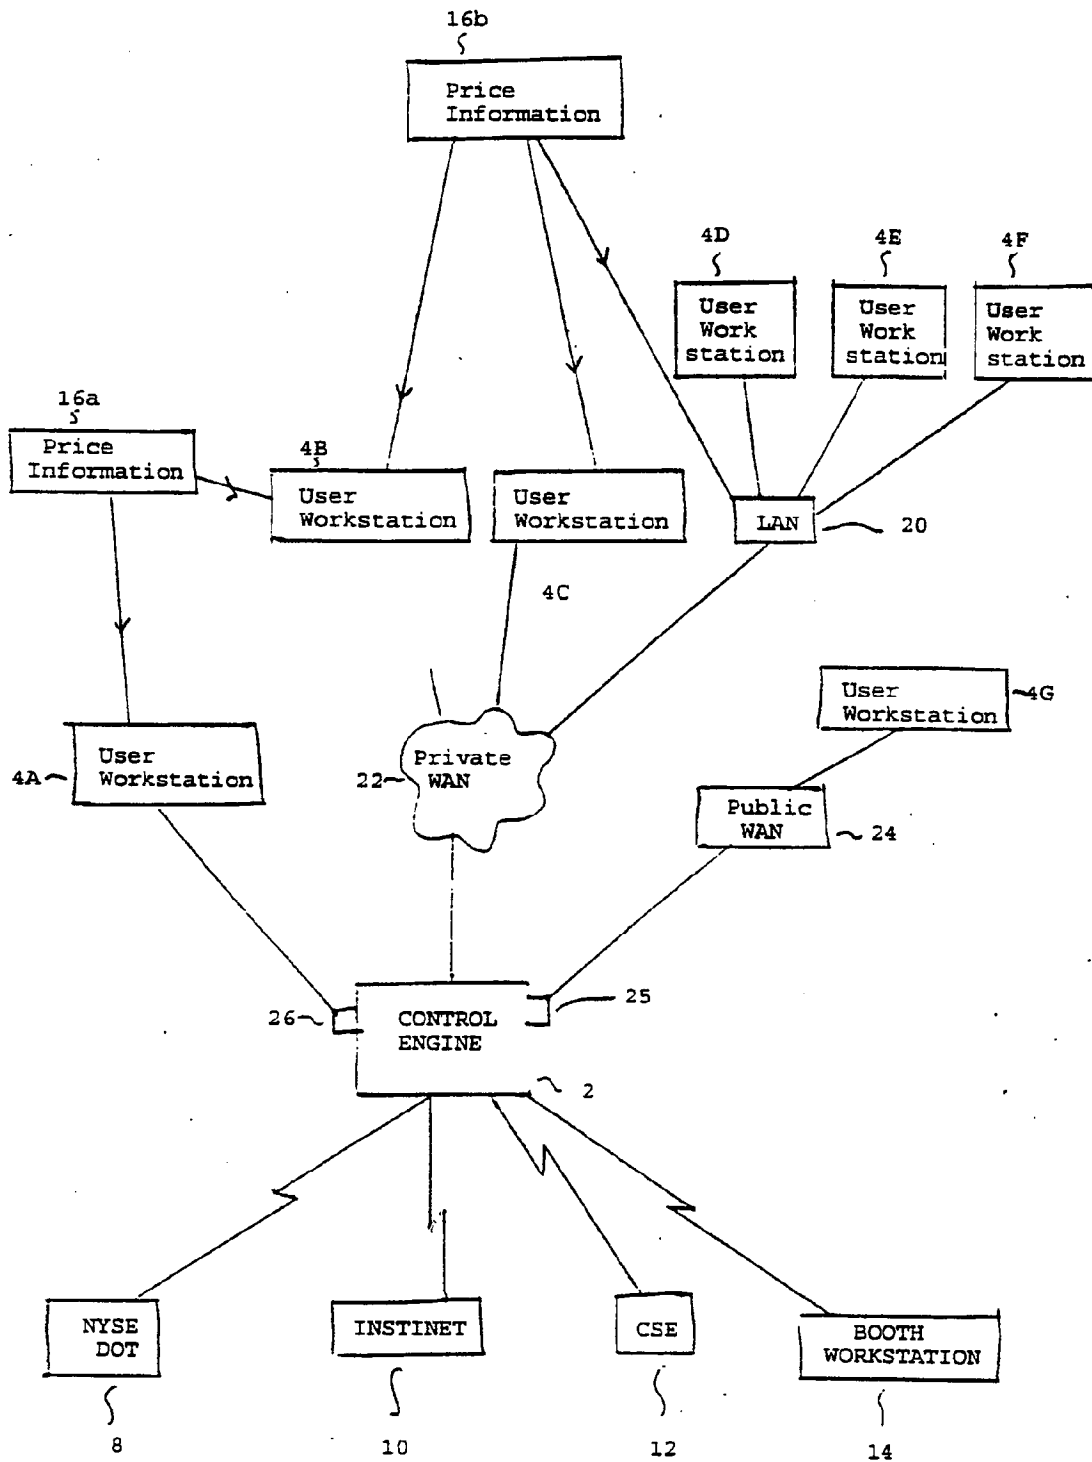 16b
Price
Information
4D
4E
4F
User
Work
station
User
Work
station
User
Work
station
16a
Price
Information
4B
User
Workstation
User
Workstation
LAN
20
4C
User
Workstation
4G
User
Workstation
4A
Private
WAN
22
Public
WAN
24
26
CONTROL
ENGINE
25
2
NYSE
DOT
INSTINET
CSE
BOOTH
WORKSTATION
8
10
12
14